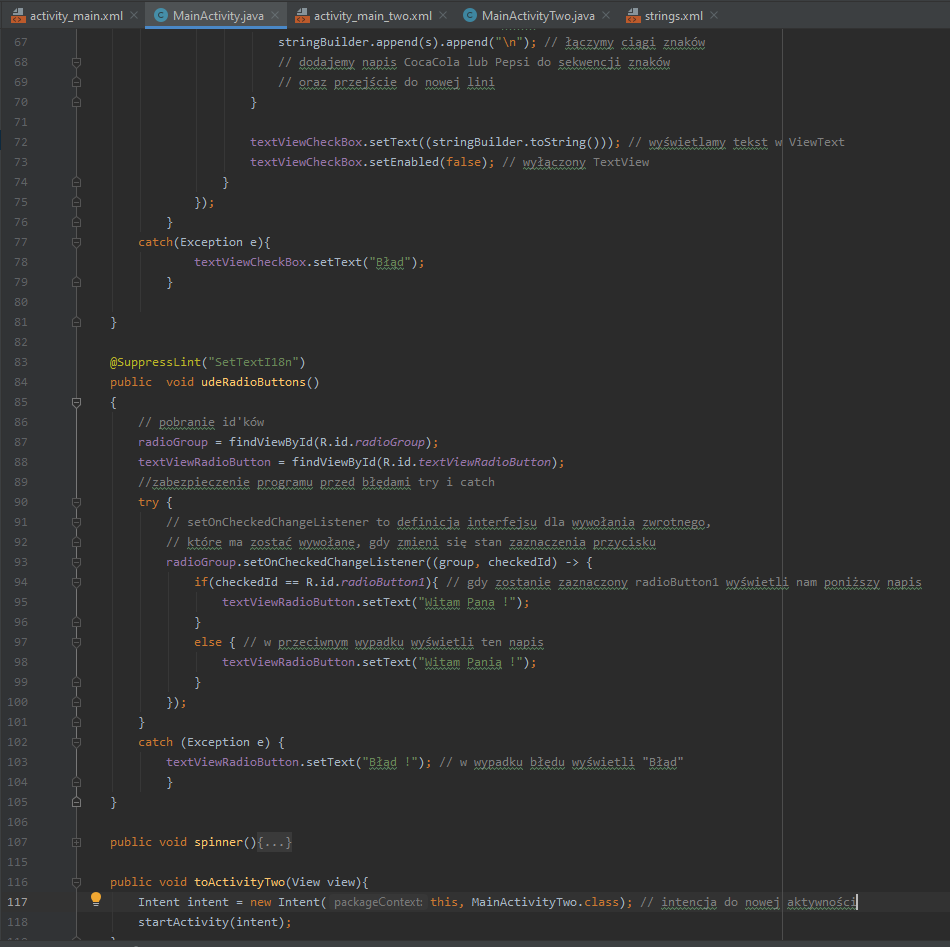 activity_main.xml MainActivity.java activity_main_two.xml MainActivityTwo.java strings.xml
67 stringBuilder.append(s).append("\n"); // łączymy ciągi znaków
68 // dodajemy napis CocaCola lub Pepsi do sekwencji znaków
69 // oraz przejście do nowej lini
70 }
71
72 textViewCheckBox.setText((stringBuilder.toString())); // wyświetlamy tekst w ViewText
73 textViewCheckBox.setEnabled(false); // wyłączony TextView
74 }
75 });
76 }
77 catch(Exception e){
78 textViewCheckBox.setText("Błąd");
79 }
80
81 }
82
83 @SuppressLint("SetTextI18n")
84 public void udeRadioButtons()
85 {
86 // pobranie id'ków
87 radioGroup = findViewById(R.id.radioGroup);
88 textViewRadioButton = findViewById(R.id.textViewRadioButton);
89 //zabezpieczenie programu przed błedami try i catch
90 try {
91 // setOnCheckedChangeListener to definicja interfejsu dla wywołania zwrotnego,
92 // które ma zostać wywołane, gdy zmieni się stan zaznaczenia przycisku
93 radioGroup.setOnCheckedChangeListener((group, checkedId) -> {
94 if(checkedId == R.id.radioButton1){ // gdy zostanie zaznaczony radioButton1 wyświetli nam poniższy napis
95 textViewRadioButton.setText("Witam Pana !");
96 }
97 else { // w przeciwnym wypadku wyświetli ten napis
98 textViewRadioButton.setText("Witam Panią !");
99 }
100 });
101 }
102 catch (Exception e) {
103 textViewRadioButton.setText("Błąd !"); // w wypadku błedu wyświetli "Błąd"
104 }
105 }
106
107 public void spinner(){...}
115
116 public void toActivityTwo(View view){
117 Intent intent = new Intent( packageContext: this, MainActivityTwo.class); // intencja do nowej aktywności
118 startActivity(intent);